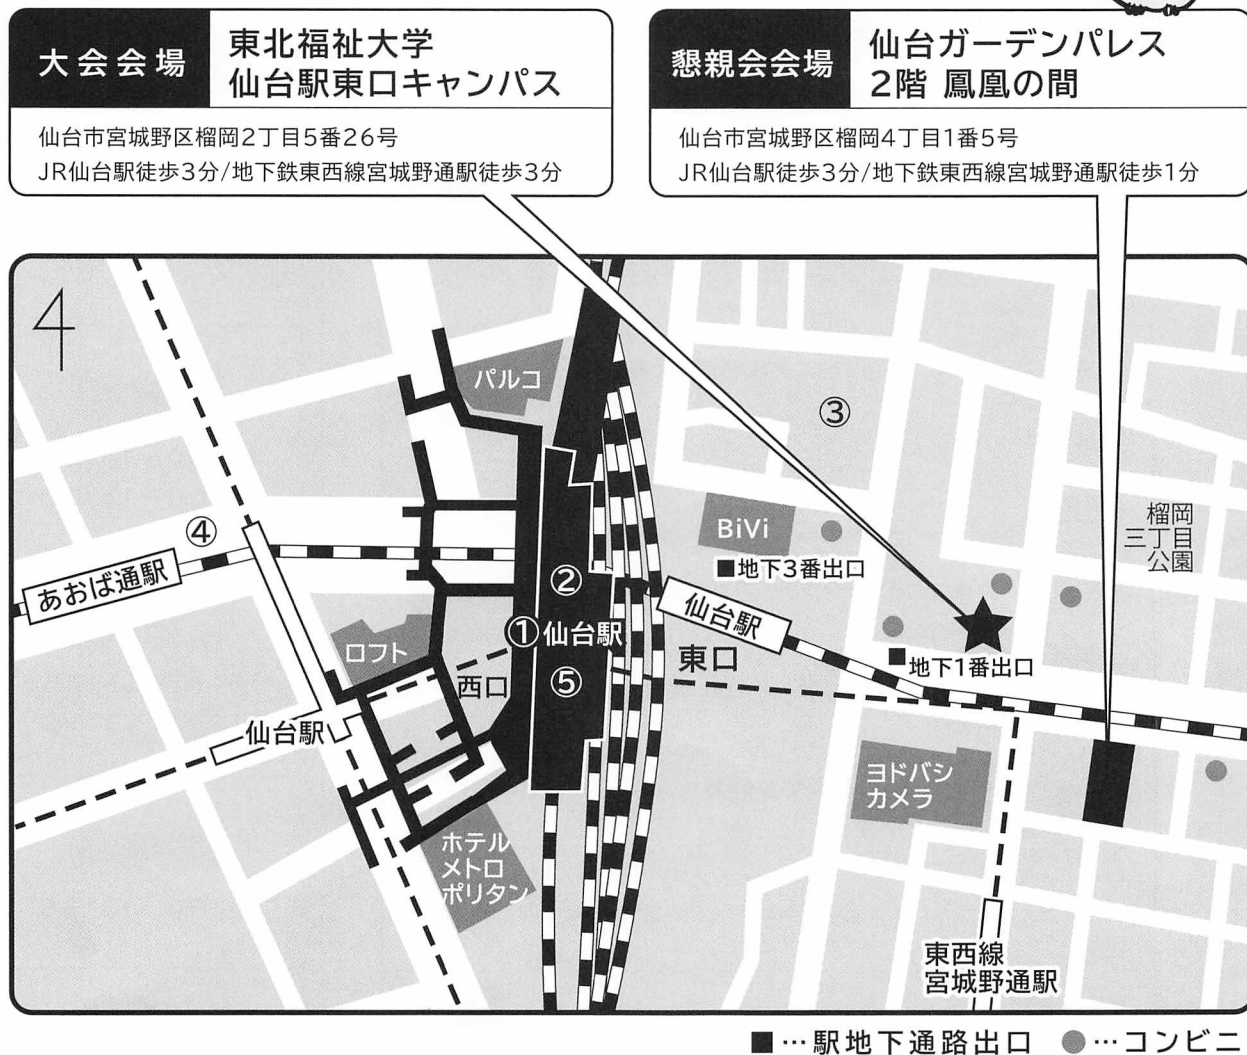 大会会場
東北福祉大学
仙台駅東口キャンパス
仙台市宮城野区榴岡2丁目5番26号
JR仙台駅徒歩3分/地下鉄東西線宮城野通駅徒歩3分
懇親会会場
仙台ガーデンパレス
2階 鳳凰の間
仙台市宮城野区榴岡4丁目1番5号
JR仙台駅徒歩3分/地下鉄東西線宮城野通駅徒歩1分
パルコ
③
BiVi
榴岡
三丁目
公園
④
■地下3番出口
あおば通駅
②
仙台駅
①仙台駅
ロフト
東口
■地下1番出口
西口
⑤
仙台駅
ヨドバシ
カメラ
ホテル
メトロ
ポリタン
東西線
宮城野通駅
■…駅地下通路出口 ●…コンビニ